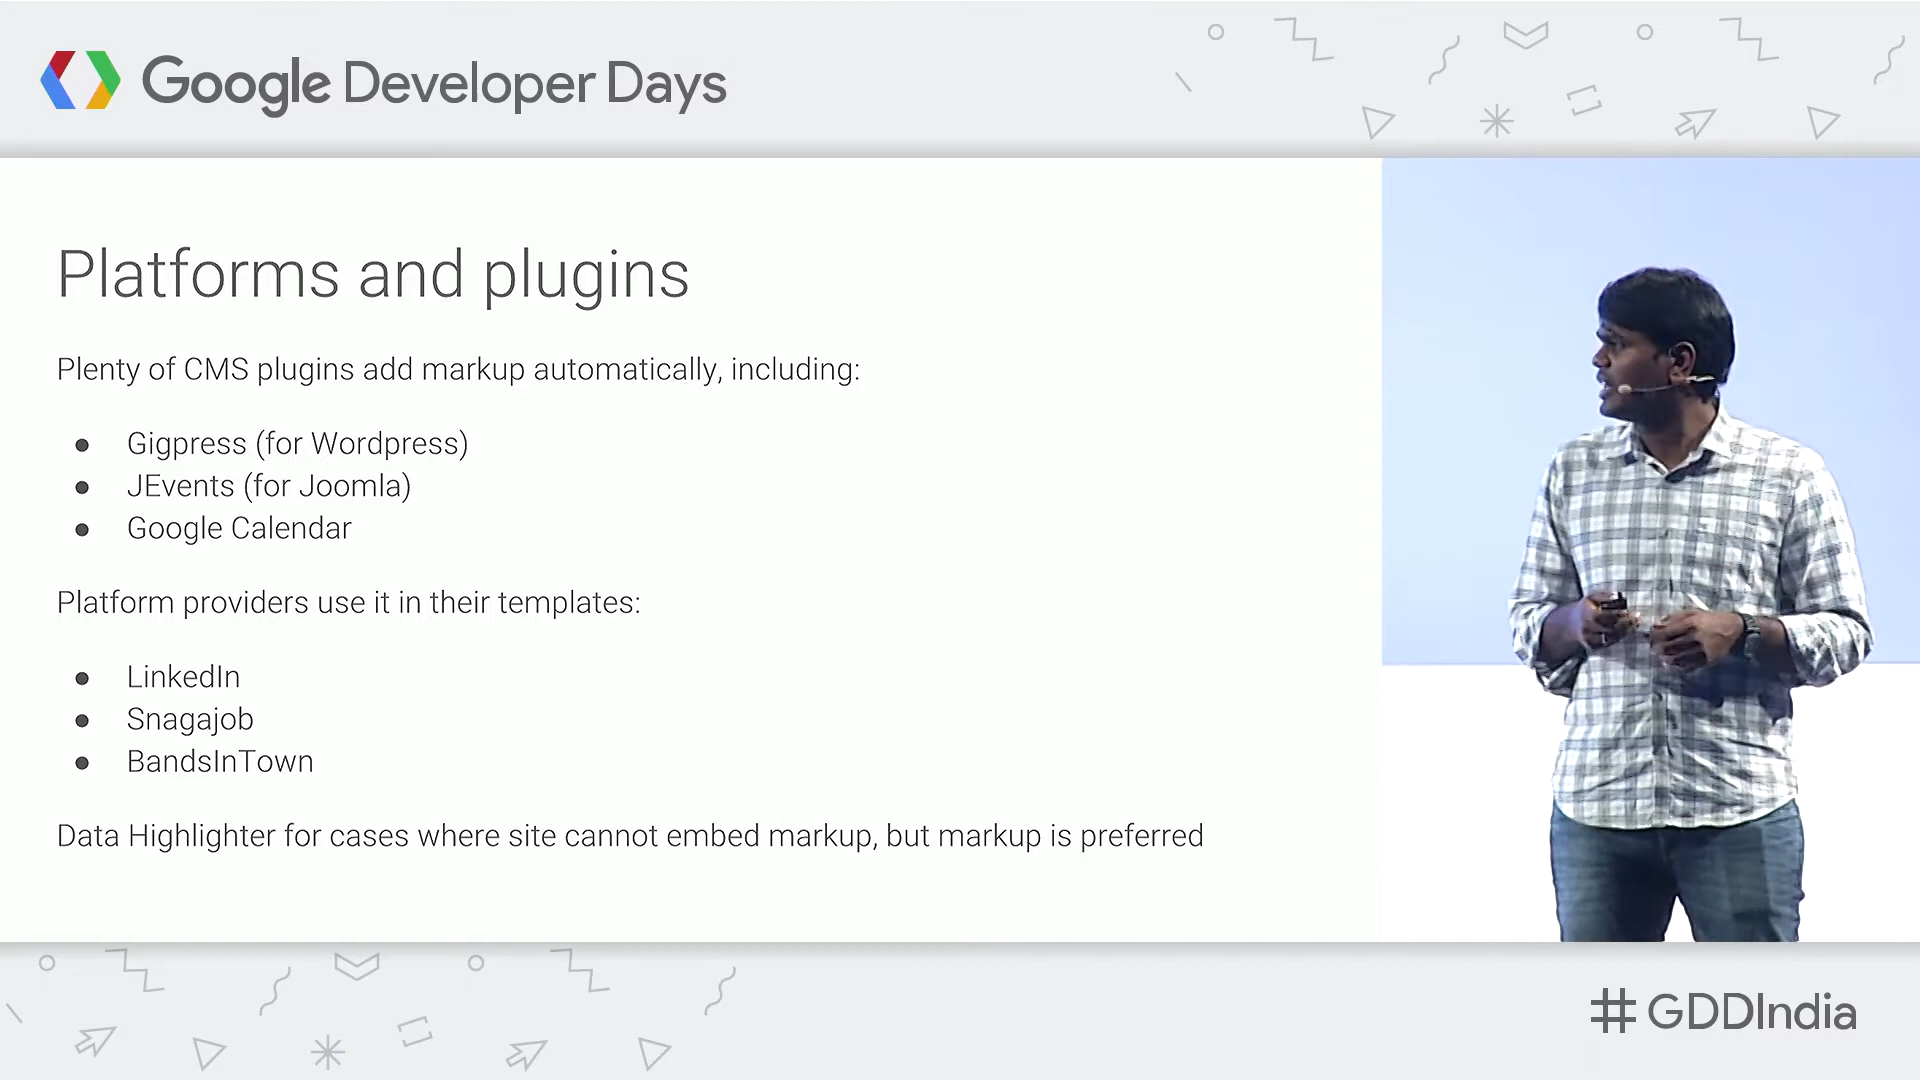 Google Developer Days
Platforms and plugins
Plenty of CMS plugins add markup automatically, including:
● Gigpress (for Wordpress)
● JEvents (for Joomla)
● Google Calendar
Platform providers use it in their templates:
● LinkedIn
● Snagajob
● BandsInTown
Data Highlighter for cases where site cannot embed markup, but markup is preferred
#GDDIndia